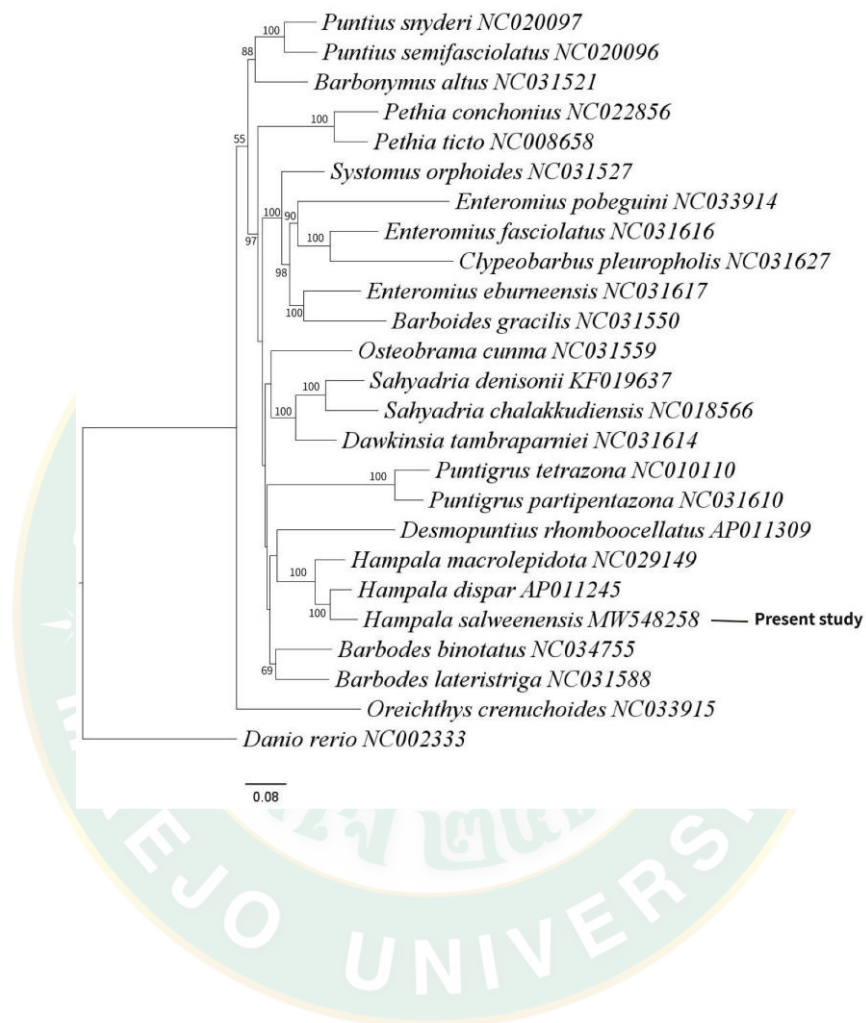 Puntius snyderi NC020097
100
Puntius semifasciolatus NC020096
88
Barbonymus altus NC031521
Pethia conchonius NC022856
100
Pethia ticto NC008658
55
Systomus orphoides NC031527
Enteromius pobeguini NC033914
100
90
Enteromius fasciolatus NC031616
97
100
Clypeobarbus pleuropholis NC031627
98
Enteromius eburneensis NC031617
100
Barboides gracilis NC031550
Osteobrama cunma NC031559
Sahyadria denisonii KF019637
100
Sahyadria chalakkudiensis NC018566
100
Dawkinsia tambraparniei NC031614
Puntigrus tetrazona NC010110
100
Puntigrus partipentazona NC031610
Desmopuntius rhomboocellatus AP011309
Hampala macrolepidota NC029149
100
Hampala dispar AP011245
100
Hampala salweenensis MW548258 Present study
Barbodes binotatus NC034755
69
Barbodes lateristriga NC031588
Oreichthys crenuchoides NC033915
Danio rerio NC002333
0.08
UNIVERS